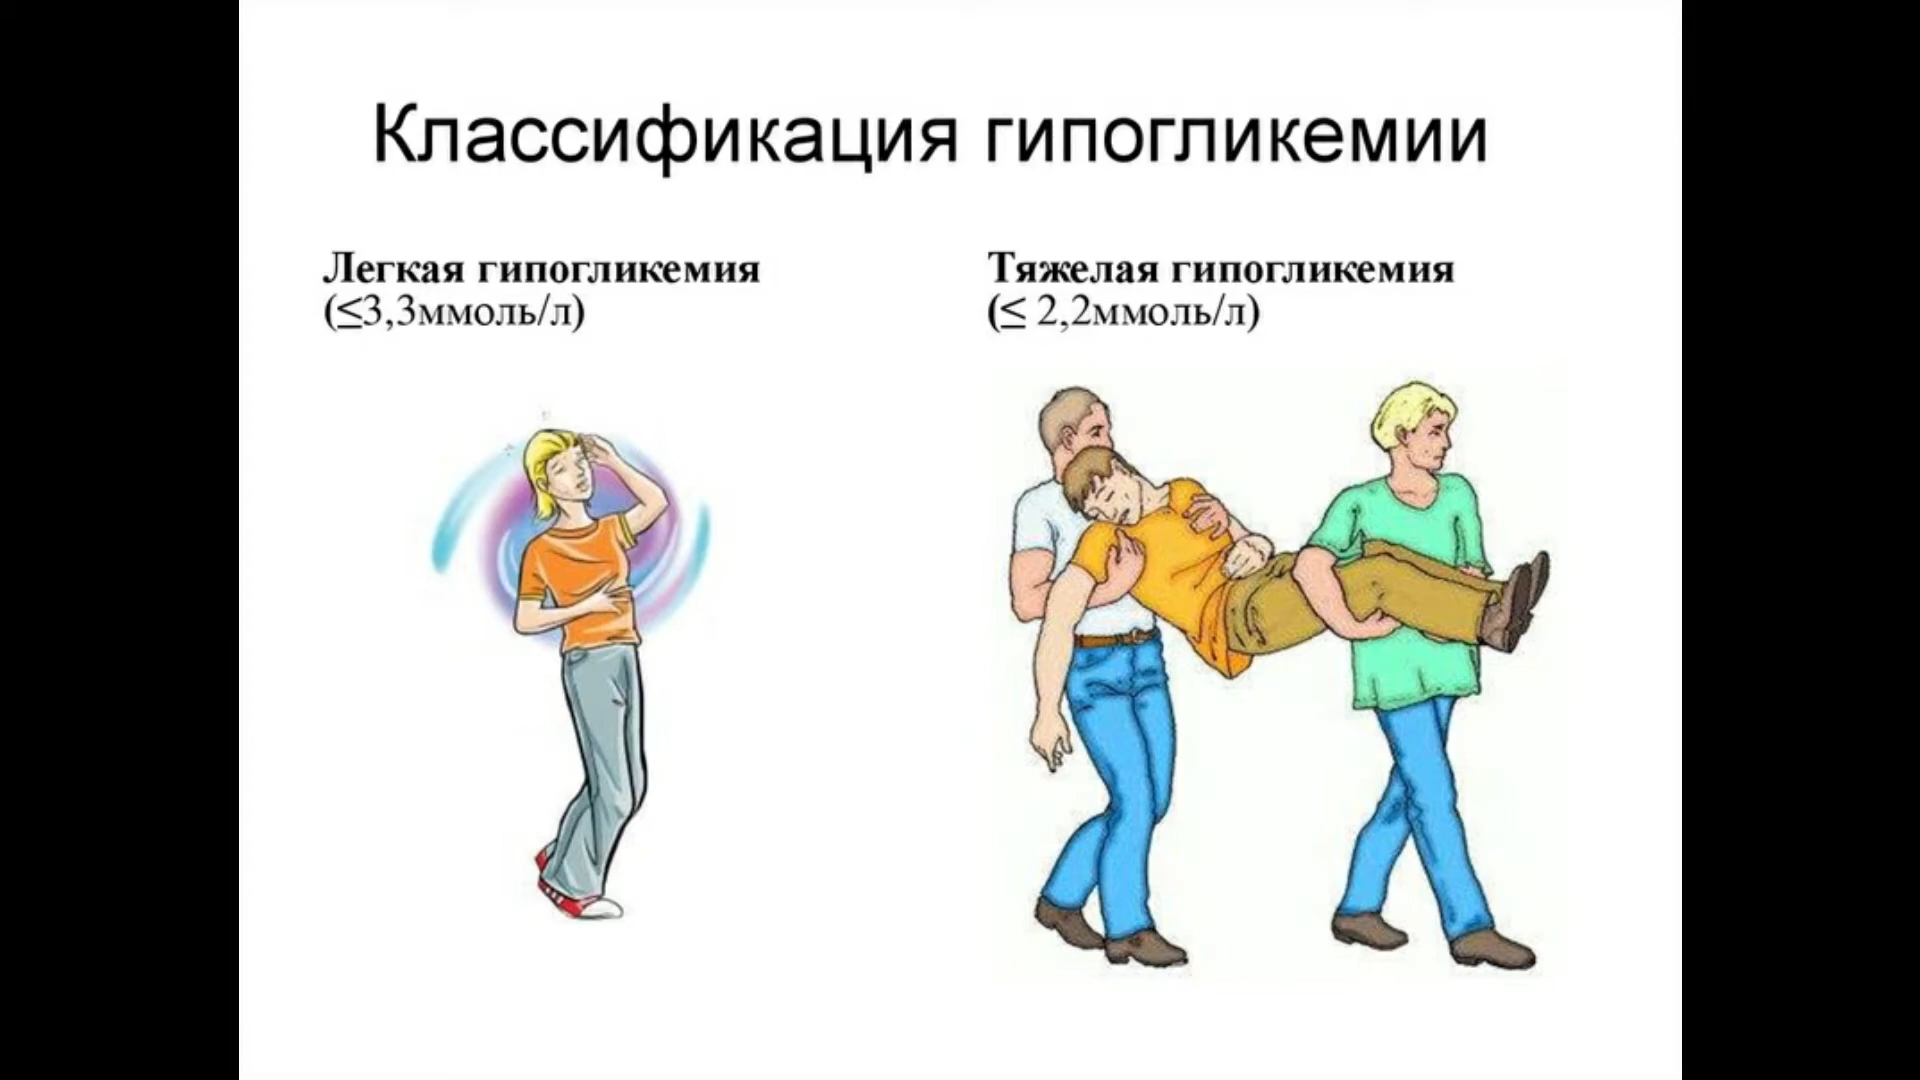 Классификация гипогликемии
Легкая гипогликемия
(≤3,3ммоль/л)
Тяжелая гипогликемия
(≤ 2,2ммоль/л)